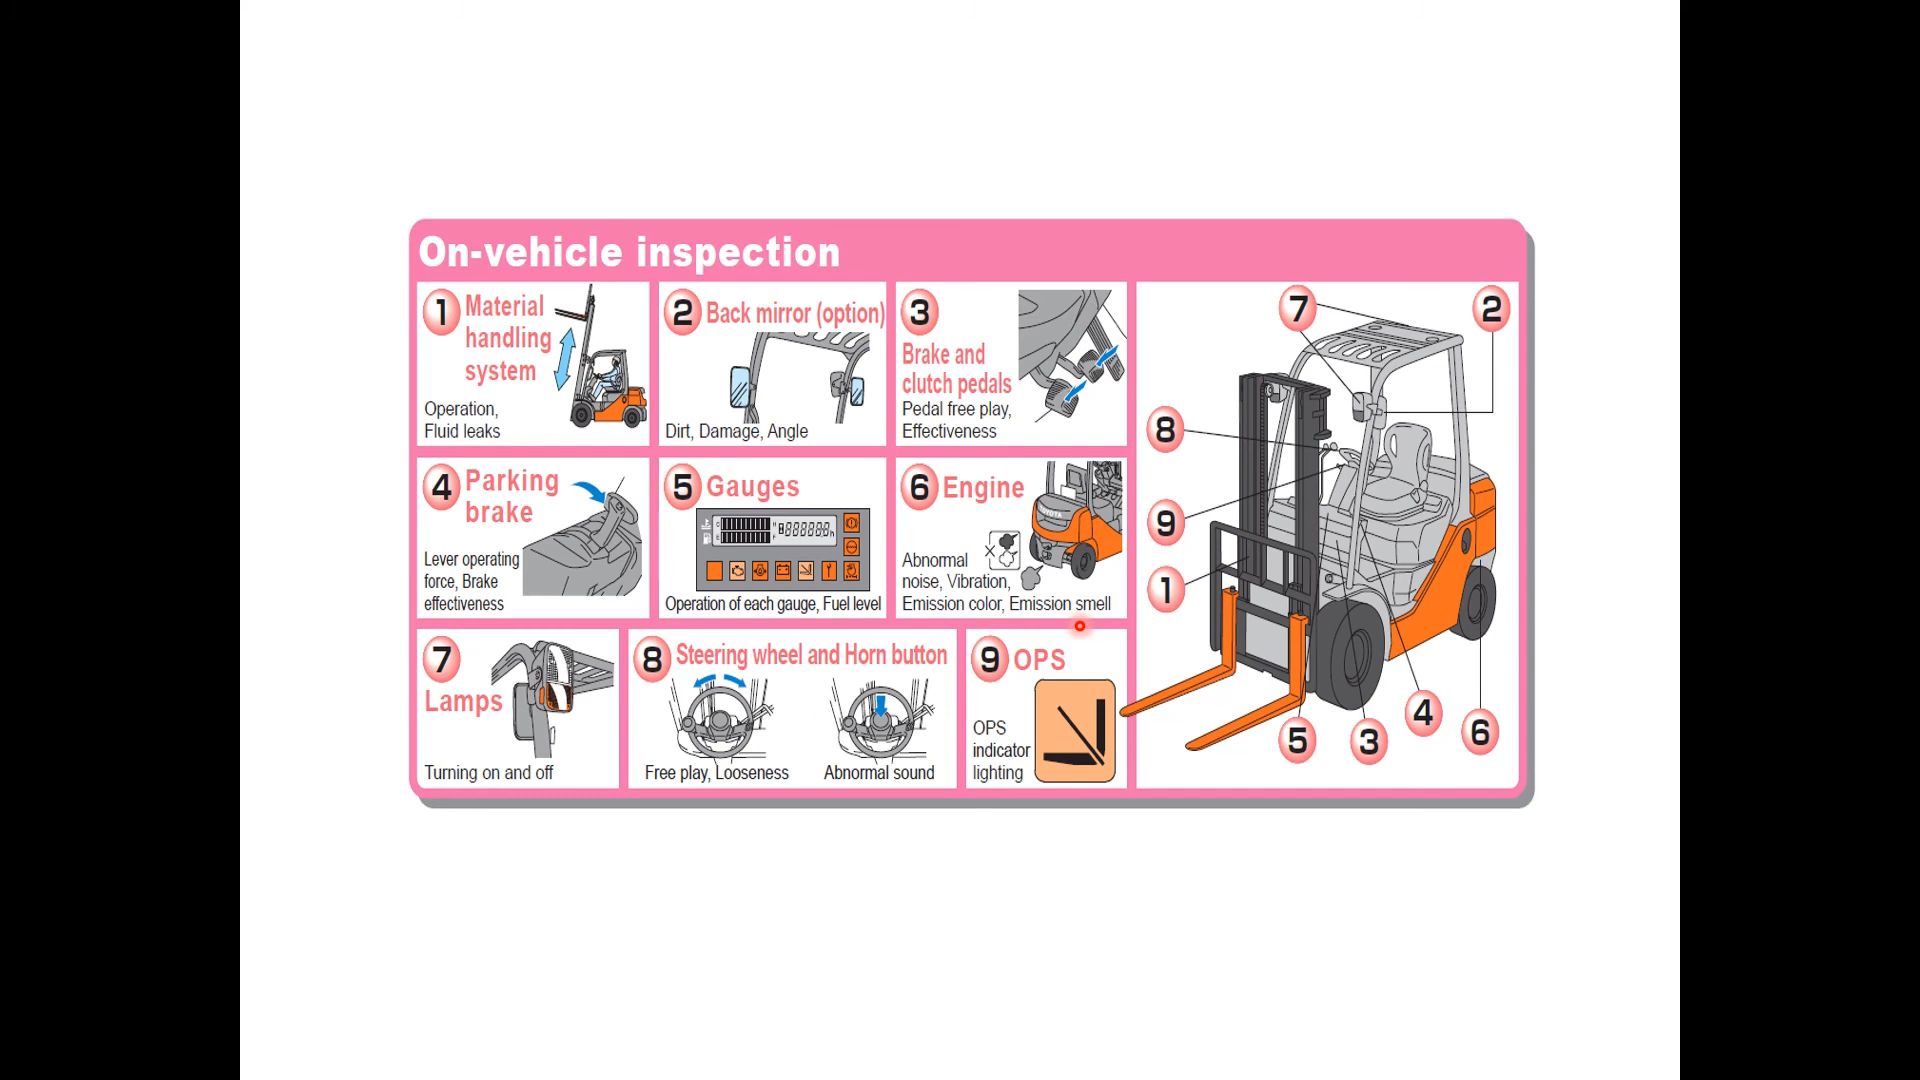 On-vehicle inspection
1 Material
handling
system
Operation,
Fluid leaks
2 Back mirror (option)
Dirt, Damage, Angle
3
Brake and
clutch pedals
Pedal free play,
Effectiveness
4 Parking
brake
Lever operating
force, Brake
effectiveness
5 Gauges
C H
E F
Operation of each gauge, Fuel level
6 Engine
TOYOTA
Abnormal
noise, Vibration,
Emission color, Emission smell
7
Lamps
Turning on and off
8 Steering wheel and Horn button
Free play, Looseness
Abnormal sound
9 OPS
OPS
indicator
lighting
7
2
8
9
1
5
3
4
6